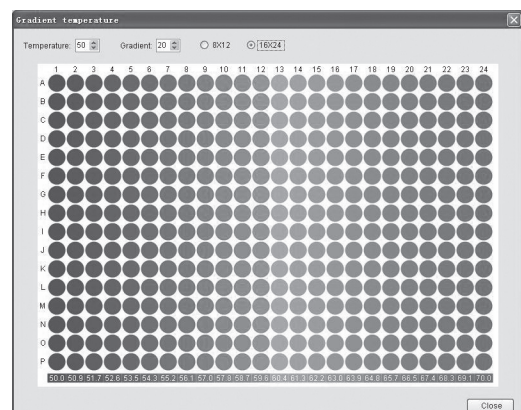 Gradient temperature
Temperature: 50 Gradient: 20 8X12 16X24
1 2 3 4 5 6 7 8 9 10 11 12 13 14 15 16 17 18 19 20 21 22 23 24
A
B
C
D
E
F
G
H
I
J
K
L
M
N
O
P
50.0 50.9 51.7 52.6 53.5 54.3 55.2 56.1 57.0 57.8 58.7 59.6 60.4 61.3 62.2 63.0 63.9 64.8 65.7 66.5 67.4 68.3 69.1 70.0
Close